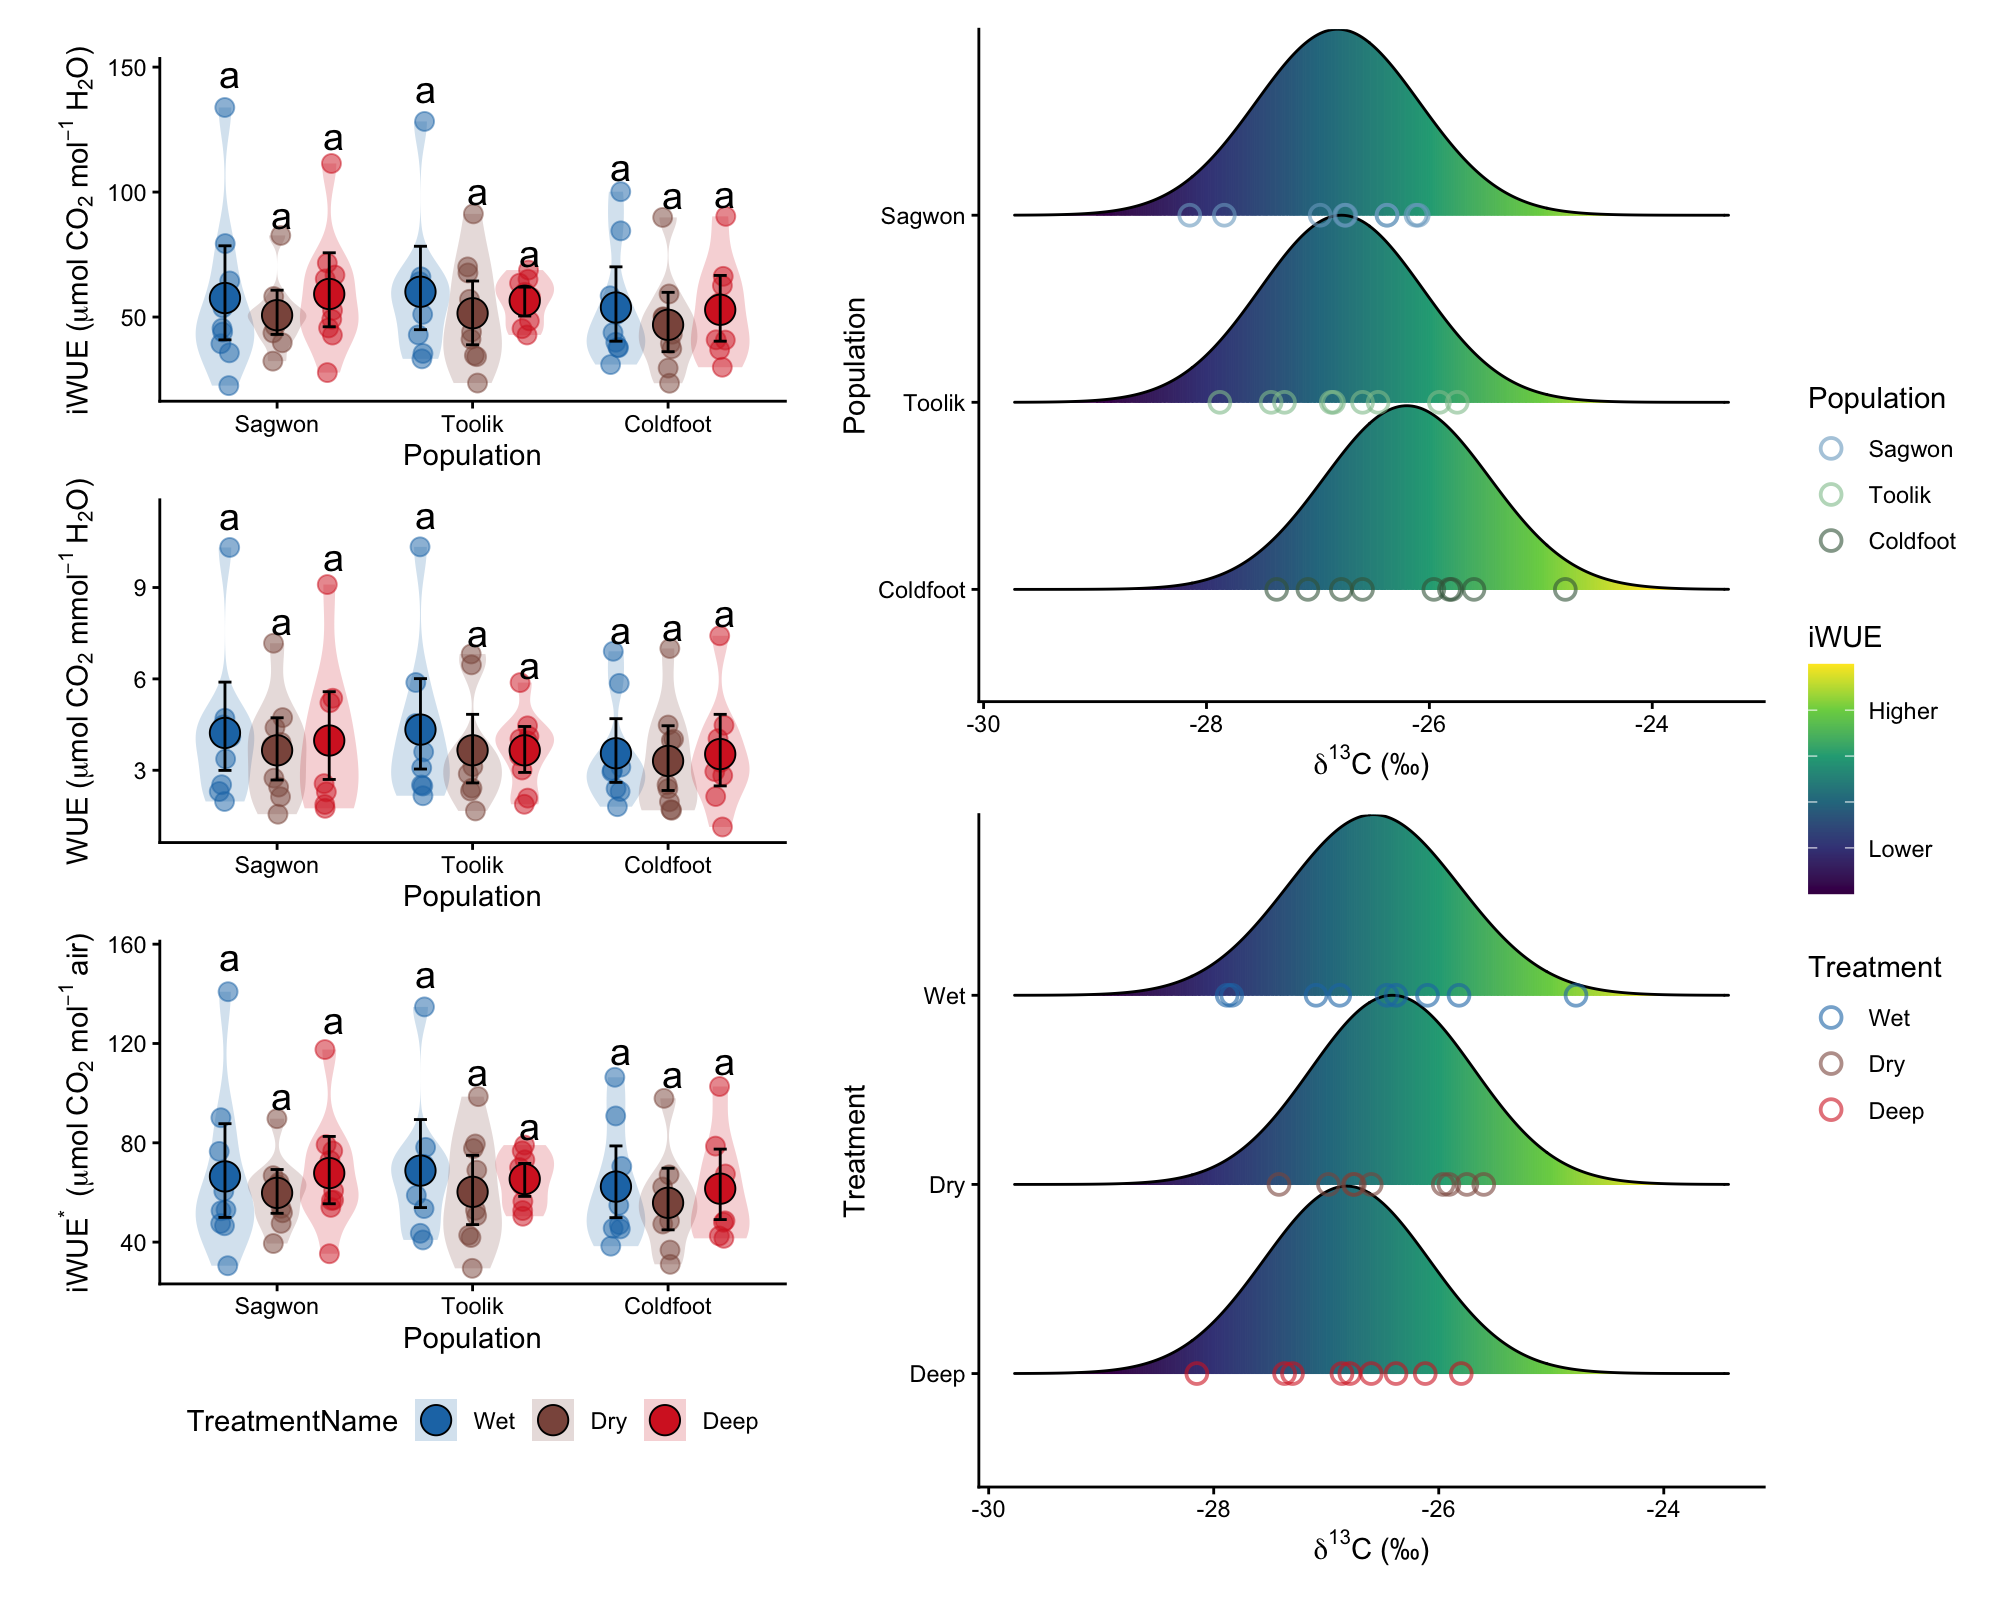 iWUE (μmol CO₂ mol⁻¹ H₂O)
150
100
50
a a a a a a a a a
Sagwon Toolik Coldfoot
Population
WUE (μmol CO₂ mmol⁻¹ H₂O)
9
6
3
a a a a a a a a a
Sagwon Toolik Coldfoot
Population
iWUE* (μmol CO₂ mol⁻¹ air)
160
120
80
40
a a a a a a a a a
Sagwon Toolik Coldfoot
Population
TreatmentName Wet Dry Deep
Population
Sagwon
Toolik
Coldfoot
-30 -28 -26 -24
δ¹³C (‰)
Treatment
Wet
Dry
Deep
-30 -28 -26 -24
δ¹³C (‰)
Population
Sagwon
Toolik
Coldfoot
iWUE
Higher
Lower
Treatment
Wet
Dry
Deep